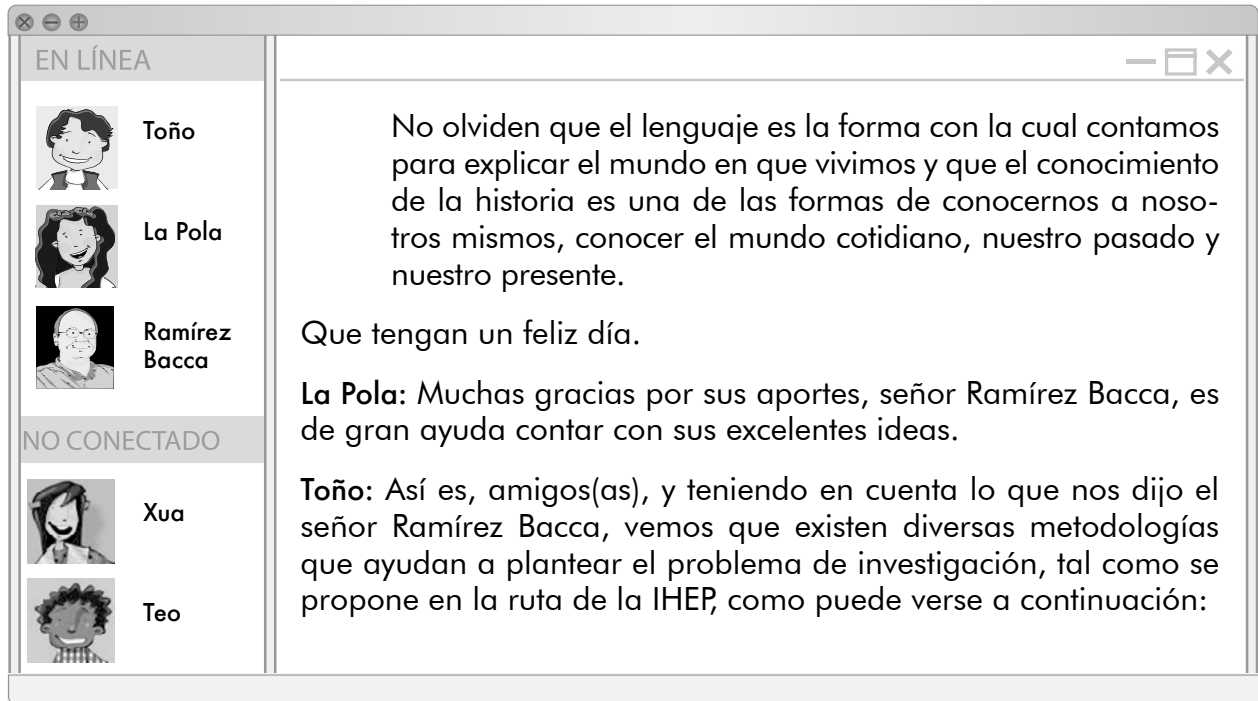 EN LÍNEA
Toño
La Pola
Ramírez
Bacca
NO CONECTADO
Xua
Teo
No olviden que el lenguaje es la forma con la cual contamos
para explicar el mundo en que vivimos y que el conocimiento
de la historia es una de las formas de conocernos a noso-
tros mismos, conocer el mundo cotidiano, nuestro pasado y
nuestro presente.
Que tengan un feliz día.
La Pola: Muchas gracias por sus aportes, señor Ramírez Bacca, es
de gran ayuda contar con sus excelentes ideas.
Toño: Así es, amigos(as), y teniendo en cuenta lo que nos dijo el
señor Ramírez Bacca, vemos que existen diversas metodologías
que ayudan a plantear el problema de investigación, tal como se
propone en la ruta de la IHEP, como puede verse a continuación: